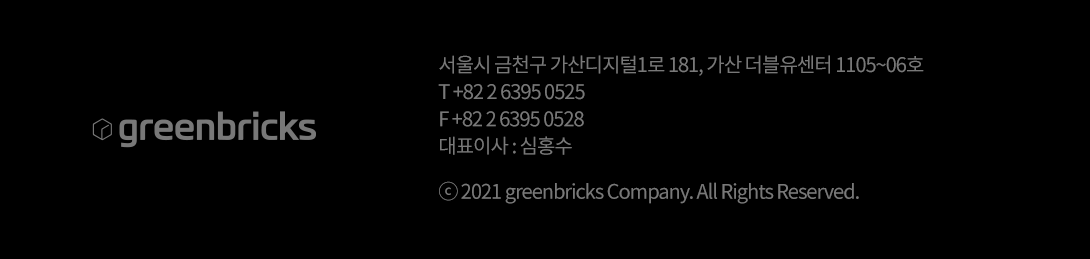 greenbricks
서울시 금천구 가산디지털1로 181, 가산 더블유센터 1105~06호
T +82 2 6395 0525
F +82 2 6395 0528
대표이사 : 심홍수
ⓒ 2021 greenbricks Company. All Rights Reserved.